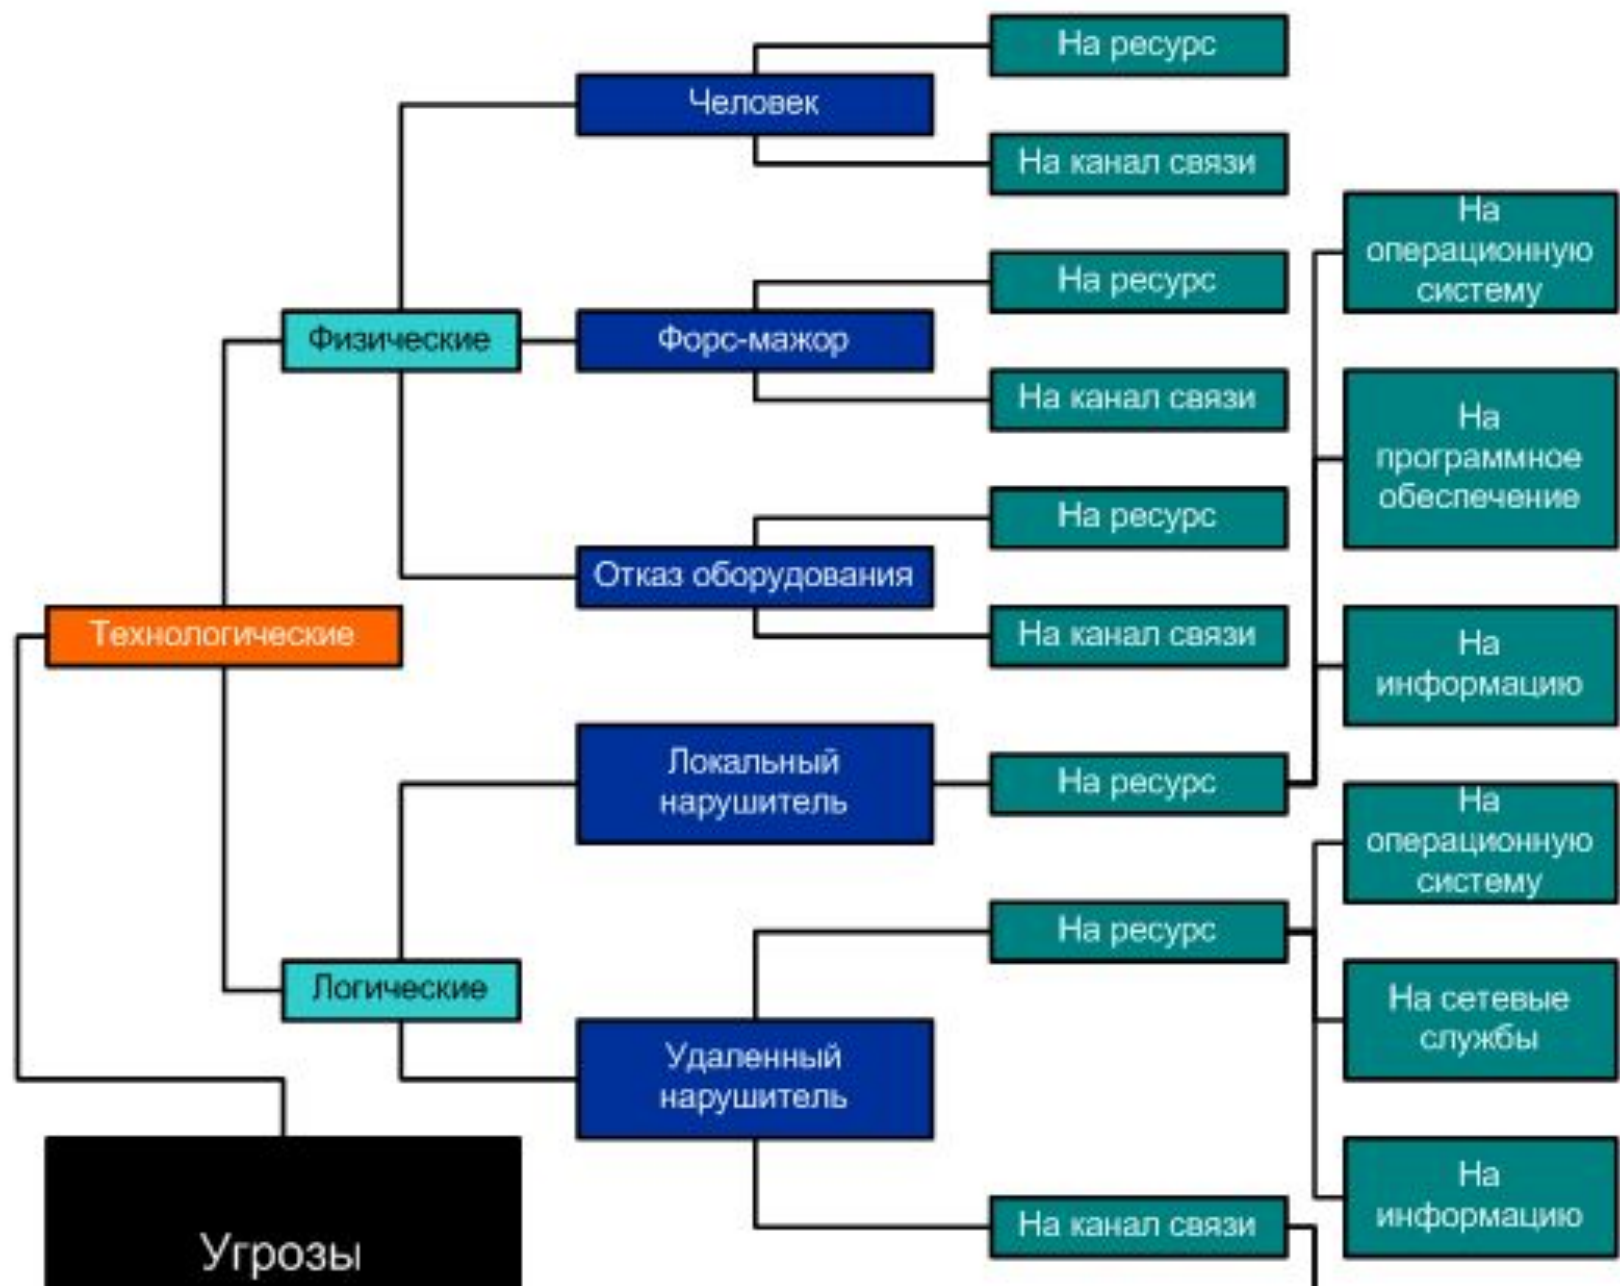 На ресурс
Человек
На канал связи
На
операционную
систему
На ресурс
Физические
Форс-мажор
На канал связи
На
программное
обеспечение
На ресурс
Отказ оборудования
Технологические
На канал связи
На
информацию
Локальный
нарушитель
На ресурс
На
операционную
систему
На ресурс
Логические
На сетевые
службы
Удаленный
нарушитель
На
информацию
На канал связи
Угрозы